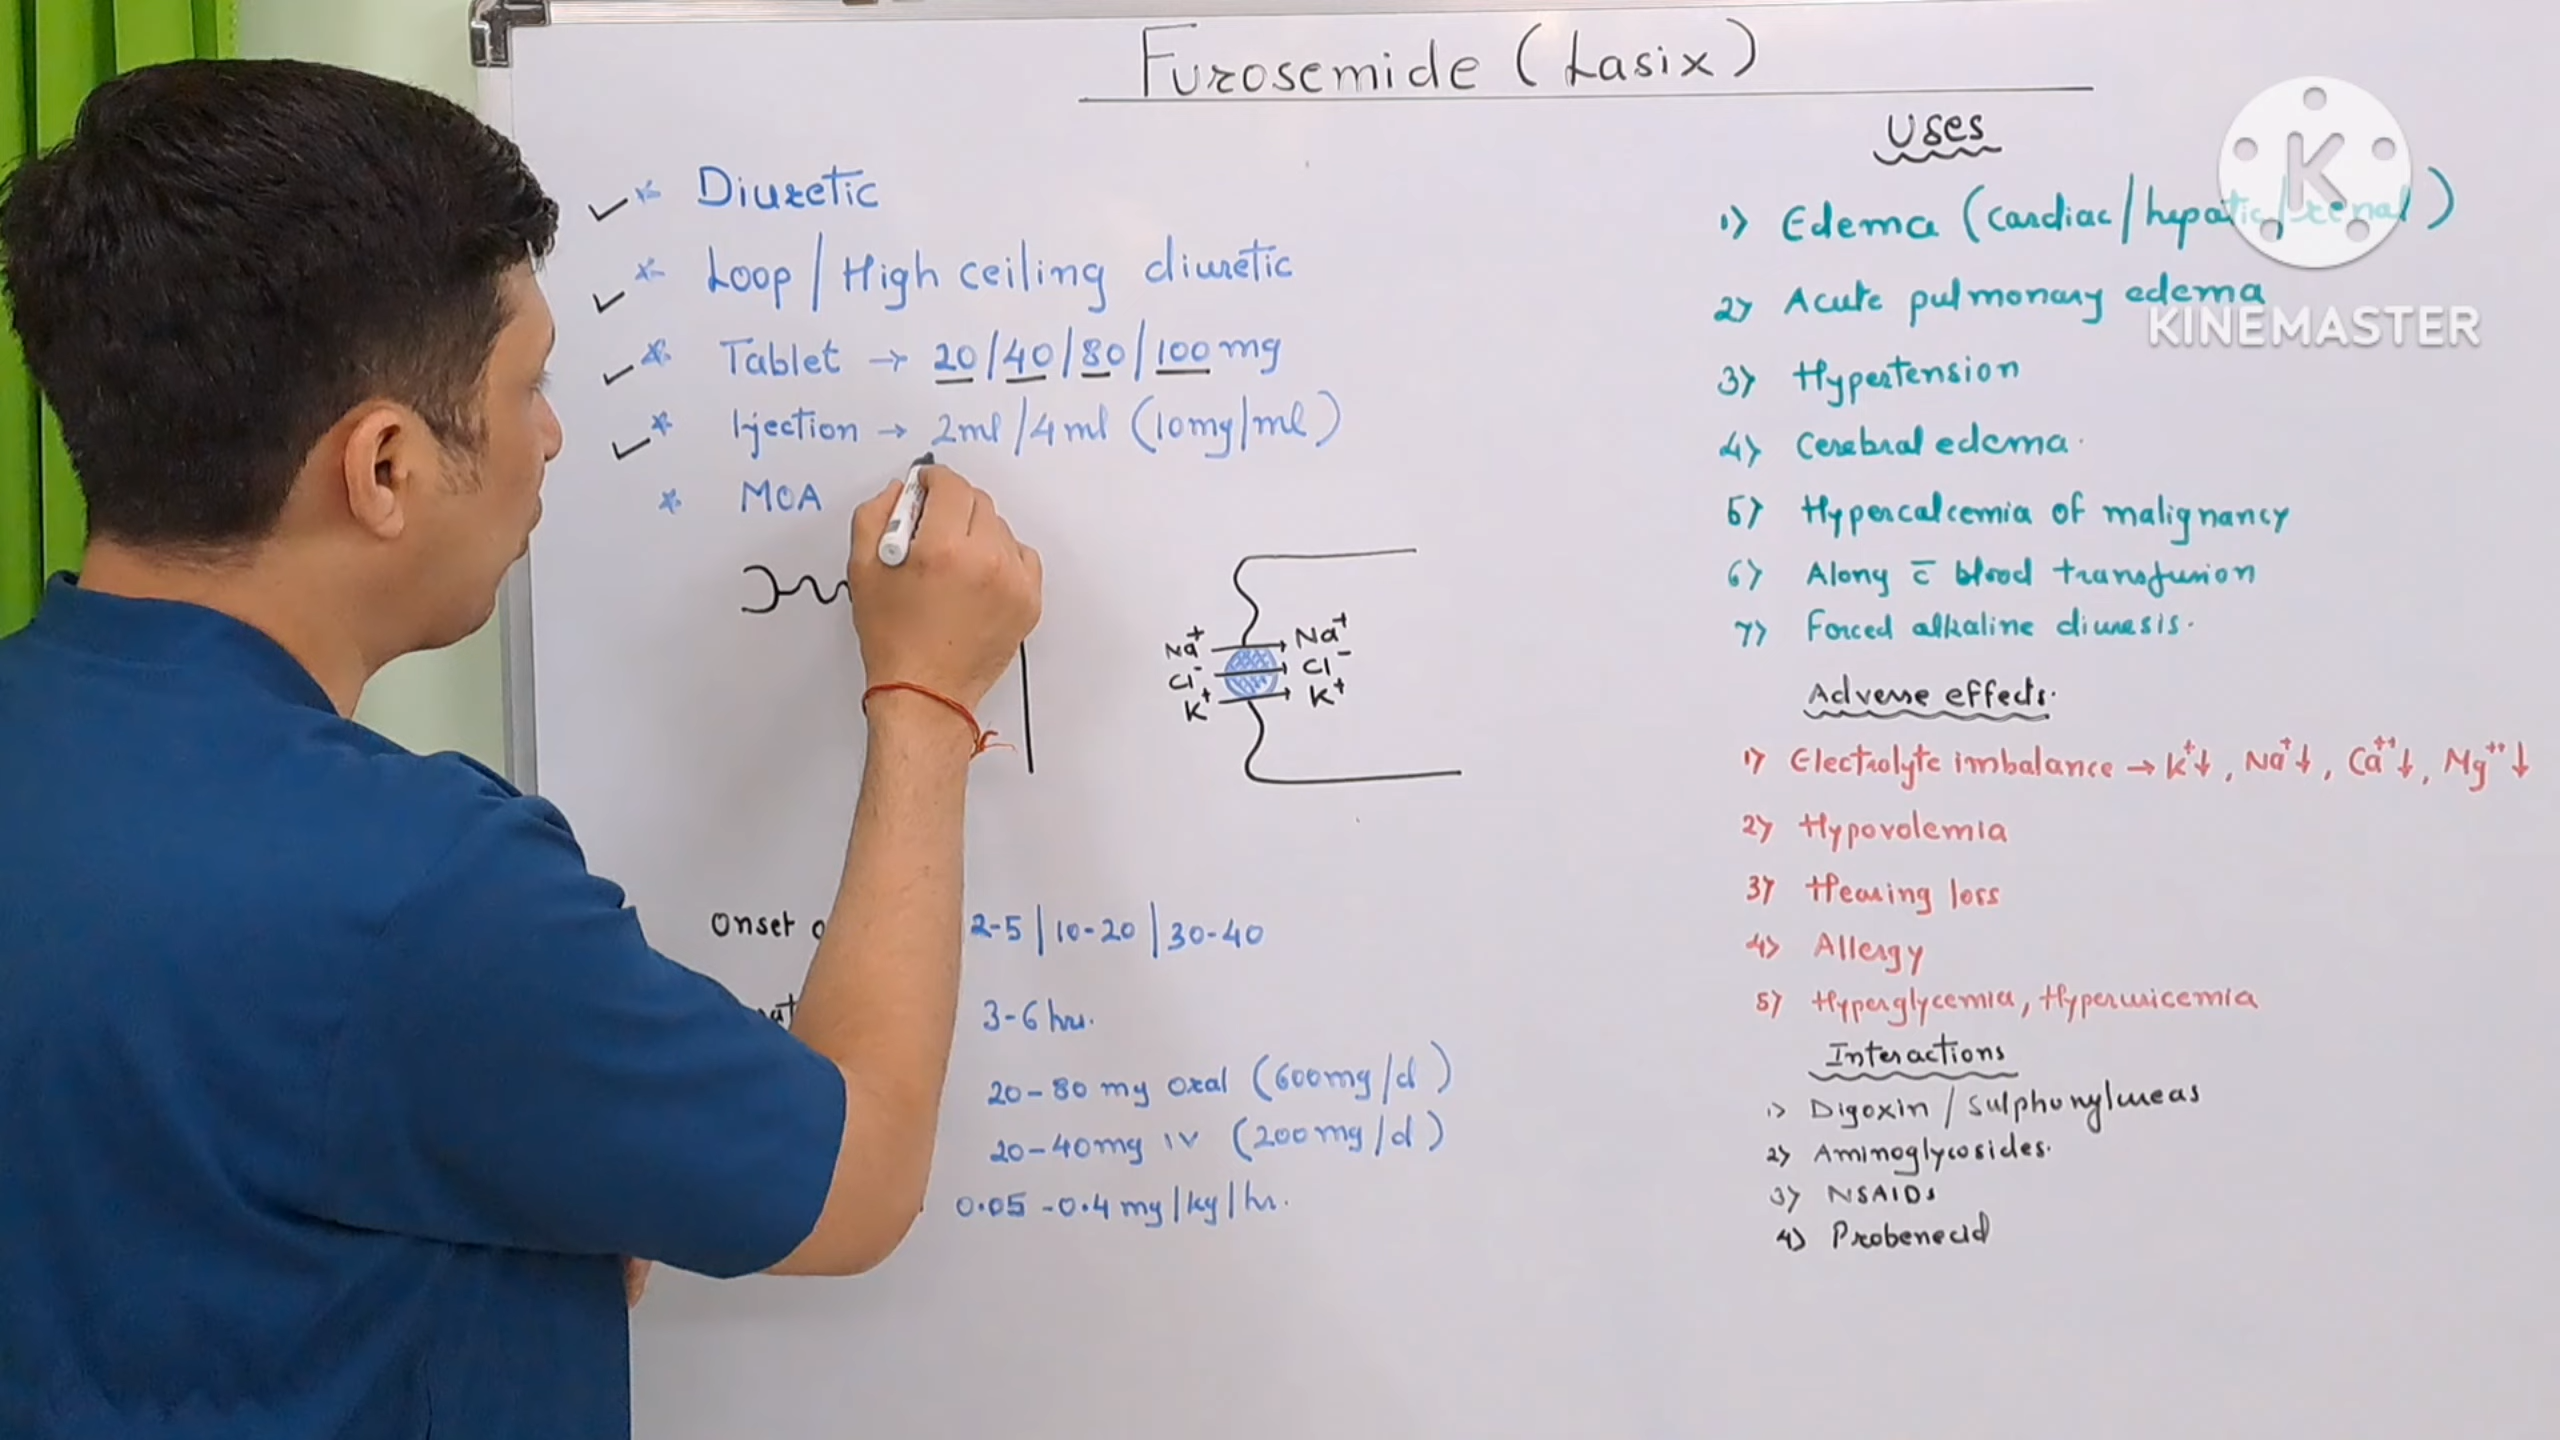 Furosemide (Lasix)
* Diuretic
* Loop / High ceiling diuretic
* Tablet → 20/40/80/100 mg
* Injection → 2ml/4ml (10mg/ml)
* MOA
Na+ Na+
Cl- Cl-
K+ K+
Onset 2-5 | 10-20 | 30-40
3-6 hrs.
20-80 mg oral (600mg/d)
20-40mg IV (200mg/d)
0.05-0.4 mg/kg/hr.
Uses
1) Edema (cardiac/hepatic/renal)
2) Acute pulmonary edema
3) Hypertension
4) Cerebral edema.
5) Hypercalcemia of malignancy
6) Along c̅ blood transfusion
7) Forced alkaline diuresis.
Adverse effects.
1) Electrolyte imbalance → K+↓, Na+↓, Ca++↓, Mg++↓
2) Hypovolemia
3) Hearing loss
4) Allergy
5) Hyperglycemia, Hyperuricemia
Interactions
1) Digoxin / Sulphonylureas
2) Aminoglycosides.
3) NSAIDs
4) Probenecid
K
KINEMASTER